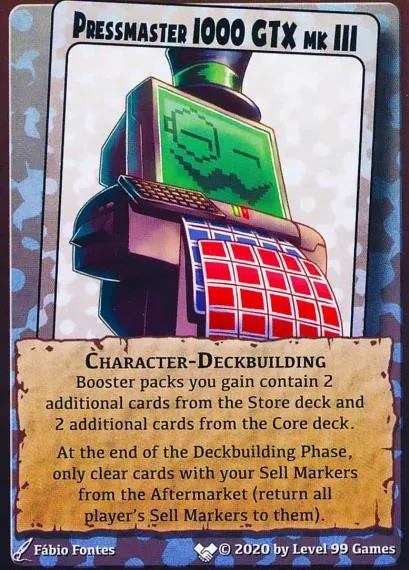 Pressmaster 1000 GTX mk III
Character-Deckbuilding
Booster packs you gain contain 2
additional cards from the Store deck and
2 additional cards from the Core deck.
At the end of the Deckbuilding Phase,
only clear cards with your Sell Markers
from the Aftermarket (return all
player's Sell Markers to them).
Fábio Fontes
© 2020 by Level 99 Games